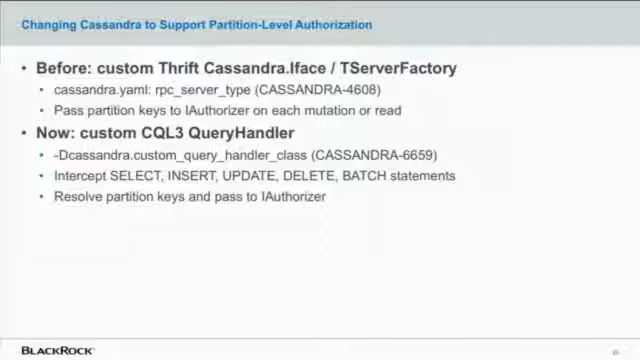 Changing Cassandra to Support Partition-Level Authorization
• Before: custom Thrift Cassandra.Iface / TServerFactory
• cassandra.yaml: rpc_server_type (CASSANDRA-4608)
• Pass partition keys to IAuthorizer on each mutation or read
• Now: custom CQL3 QueryHandler
• -Dcassandra.custom_query_handler_class (CASSANDRA-6659)
• Intercept SELECT, INSERT, UPDATE, DELETE, BATCH statements
• Resolve partition keys and pass to IAuthorizer
BLACKROCK